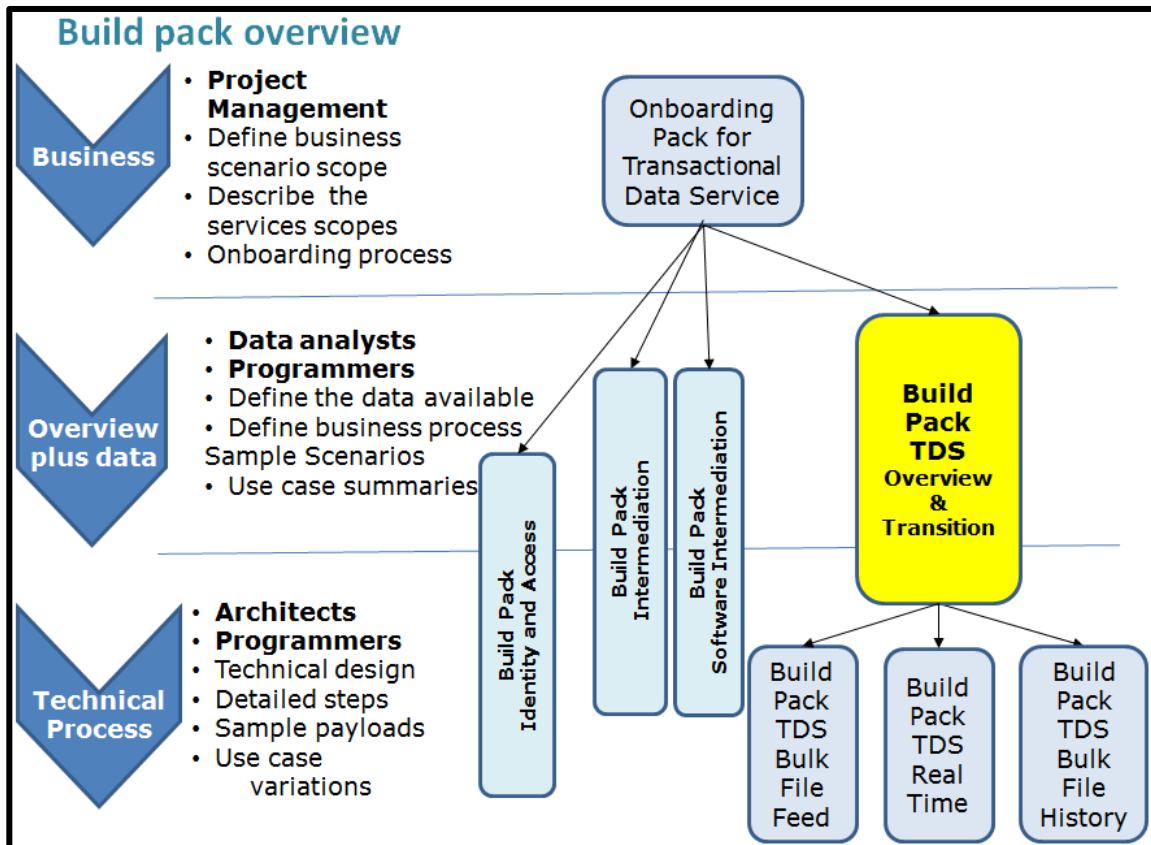 Build pack overview
Business
• Project
Management
• Define business
scenario scope
• Describe the
services scopes
• Onboarding process
Onboarding
Pack for
Transactional
Data Service
Overview
plus data
• Data analysts
• Programmers
• Define the data available
• Define business process
Sample Scenarios
• Use case summaries
Build Pack
Identity and Access
Build Pack
Intermediation
Build Pack
Software Intermediation
Build
Pack
TDS
Overview
&
Transition
Technical
Process
• Architects
• Programmers
• Technical design
• Detailed steps
• Sample payloads
• Use case
variations
Build
Pack
TDS
Bulk
File
Feed
Build
Pack
TDS
Real
Time
Build
Pack
TDS
Bulk
File
History